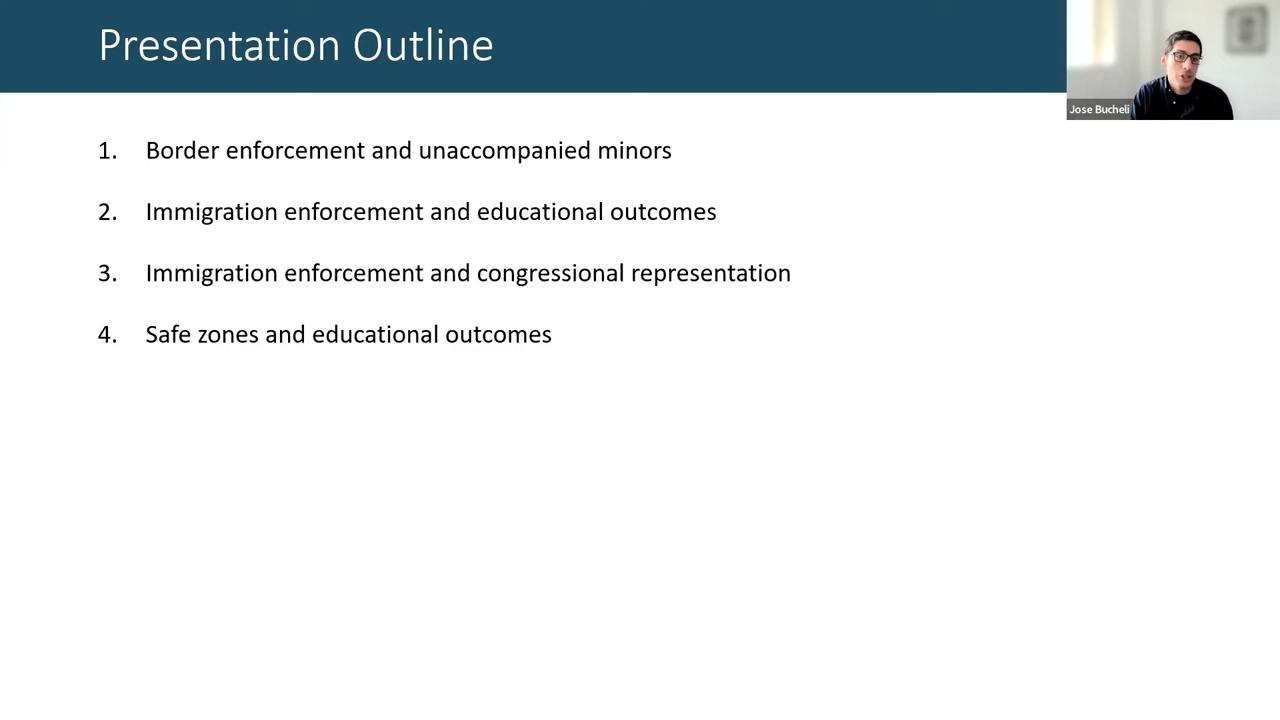 Presentation Outline
Jose Bucheli
1. Border enforcement and unaccompanied minors
2. Immigration enforcement and educational outcomes
3. Immigration enforcement and congressional representation
4. Safe zones and educational outcomes